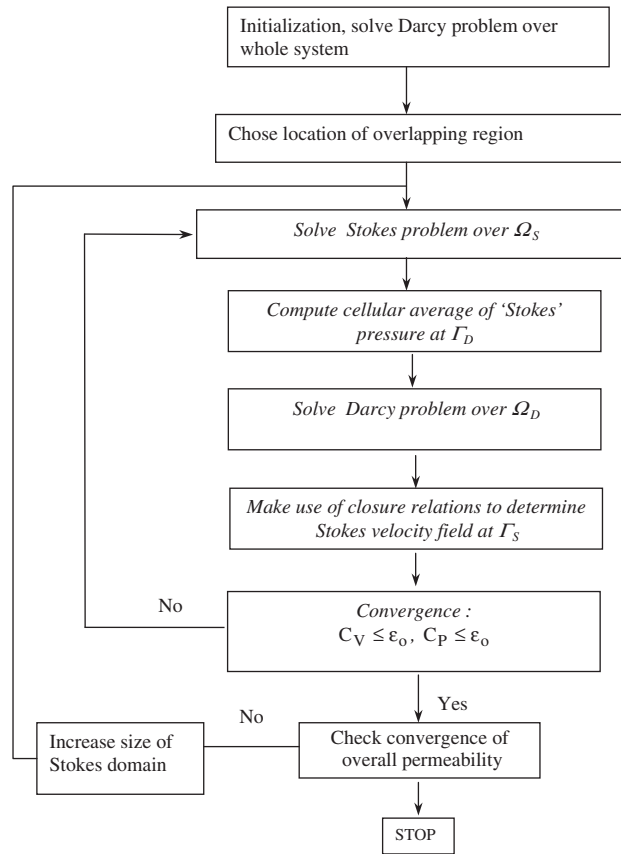 Initialization, solve Darcy problem over
whole system
Chose location of overlapping region
Solve Stokes problem over Ω_S
Compute cellular average of ‘Stokes’
pressure at Γ_D
Solve Darcy problem over Ω_D
Make use of closure relations to determine
Stokes velocity field at Γ_S
No
Convergence :
C_V ≤ ε_o, C_P ≤ ε_o
Yes
No
Increase size of
Stokes domain
Check convergence of
overall permeability
STOP